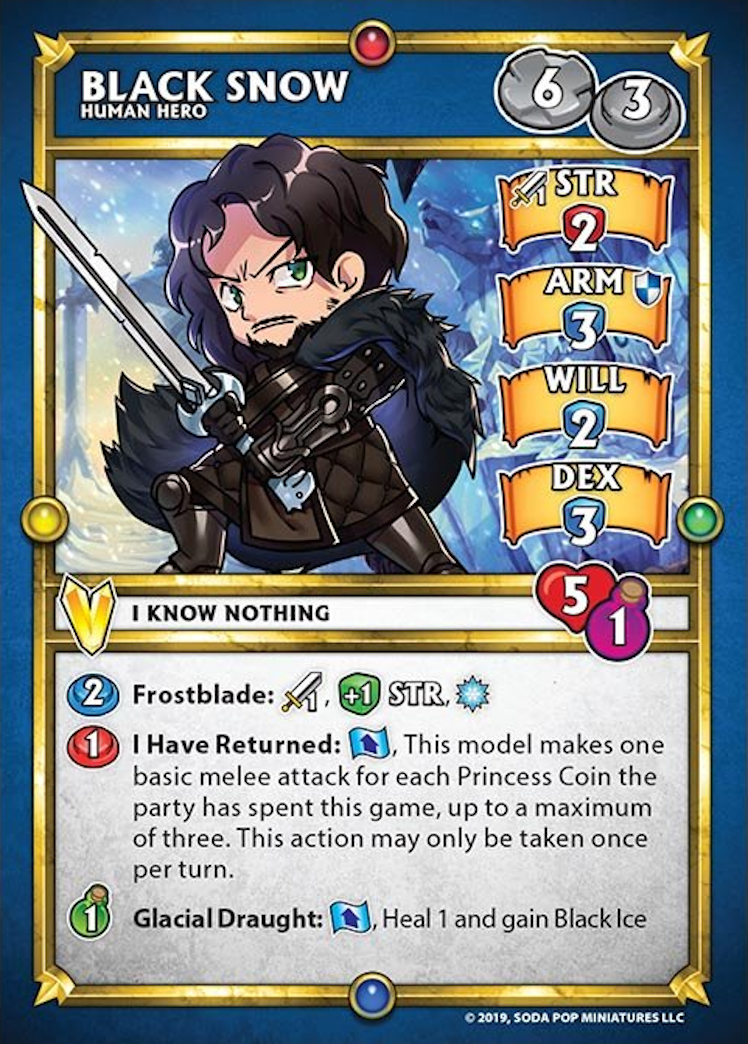 BLACK SNOW
HUMAN HERO
6
3
STR
2
ARM
3
WILL
2
DEX
3
I KNOW NOTHING
5
1
2 Frostblade: , +1 STR,
1 I Have Returned: , This model makes one
basic melee attack for each Princess Coin the
party has spent this game, up to a maximum
of three. This action may only be taken once
per turn.
1 Glacial Draught: , Heal 1 and gain Black Ice
© 2019, SODA POP MINIATURES LLC